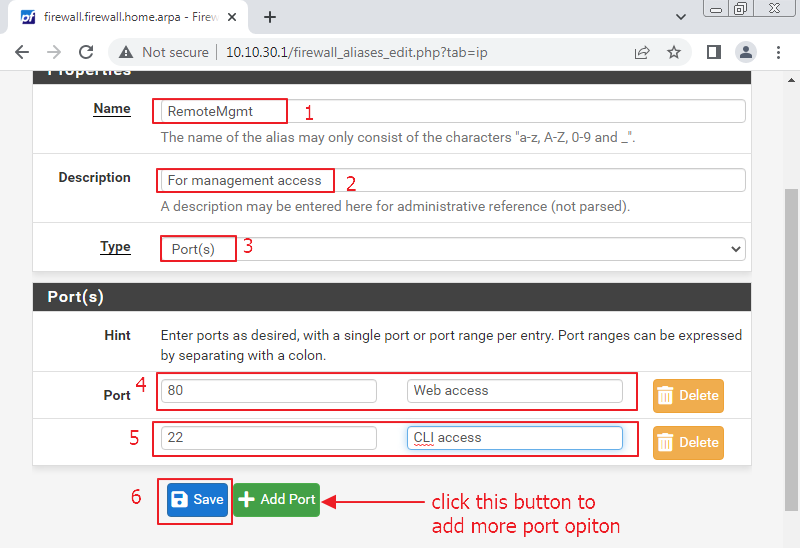 firewall.firewall.home.arpa - Firew
Not secure
10.10.30.1/firewall_aliases_edit.php?tab=ip
Properties
Name
RemoteMgmt
1
The name of the alias may only consist of the characters "a-z, A-Z, 0-9 and _".
Description
For management access
2
A description may be entered here for administrative reference (not parsed).
Type
Port(s)
3
Port(s)
Hint
Enter ports as desired, with a single port or port range per entry. Port ranges can be expressed
by separating with a colon.
Port
4
80
Web access
Delete
5
22
CLI access
Delete
6
Save
Add Port
click this button to
add more port opiton